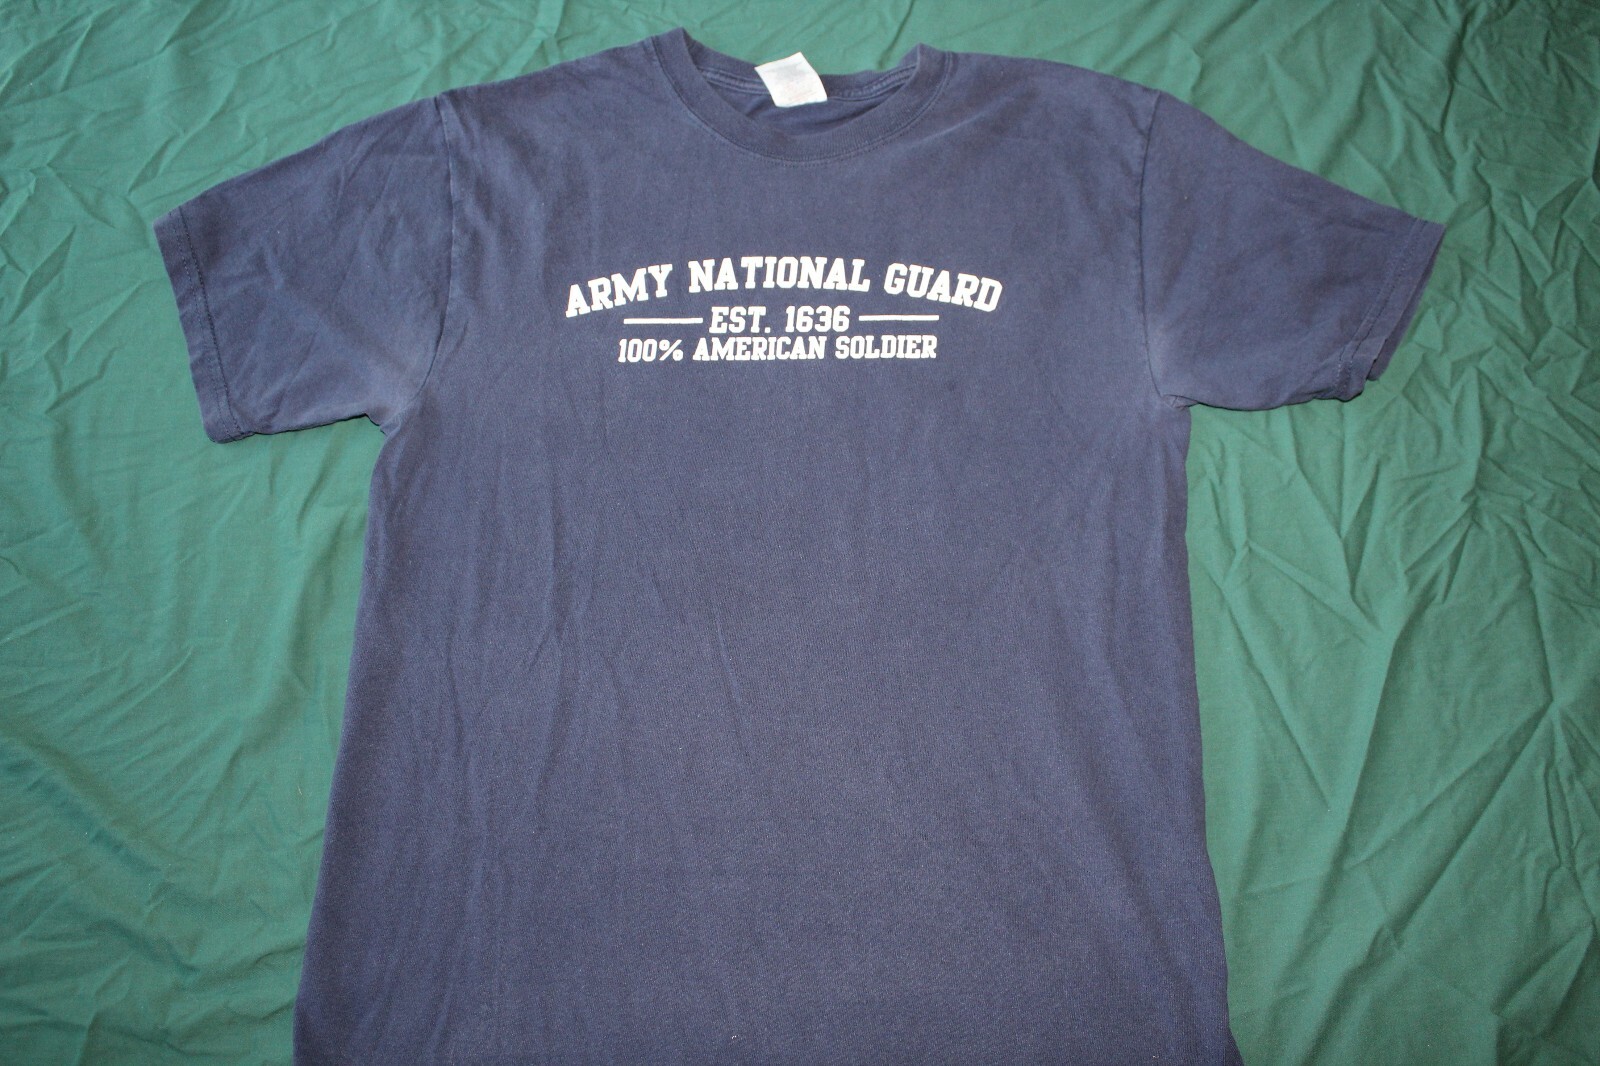 ARMY NATIONAL GUARD
EST. 1636
100% AMERICAN SOLDIER